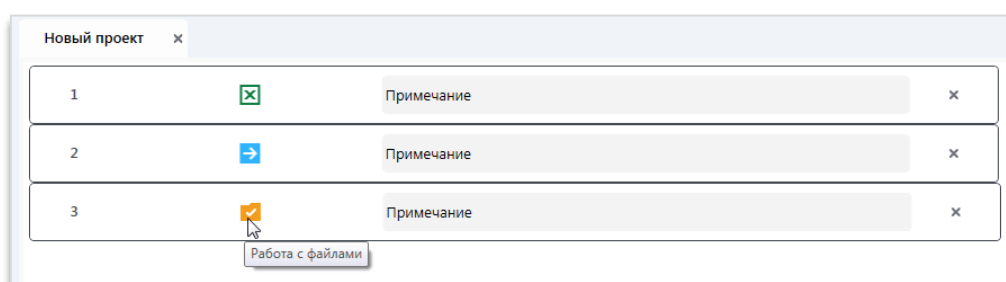 Новый проект ×
1 Примечание ×
2 Примечание ×
3 Примечание ×
Работа с файлами